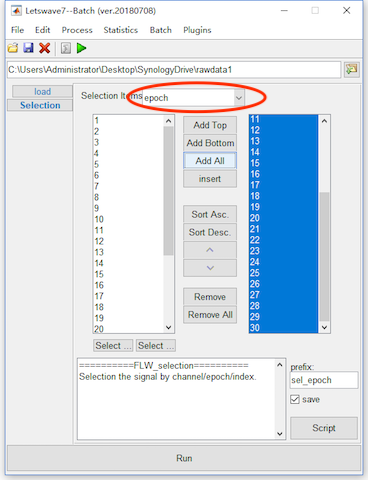 Letswave7--Batch (ver.20180708)
File Edit Process Statistics Batch Plugins
C:\Users\Administrator\Desktop\SynologyDrive\rawdata1
load
Selection
Selection Items
epoch
1
2
3
4
5
6
7
8
9
10
11
12
13
14
15
16
17
18
19
20
Add Top
Add Bottom
Add All
insert
Sort Asc.
Sort Desc.
Remove
Remove All
11
12
13
14
15
16
17
18
19
20
21
22
23
24
25
26
27
28
29
30
Select ... Select ...
==========FLW_selection==========
Selection the signal by channel/epoch/index.
prefix:
sel_epoch
save
Script
Run